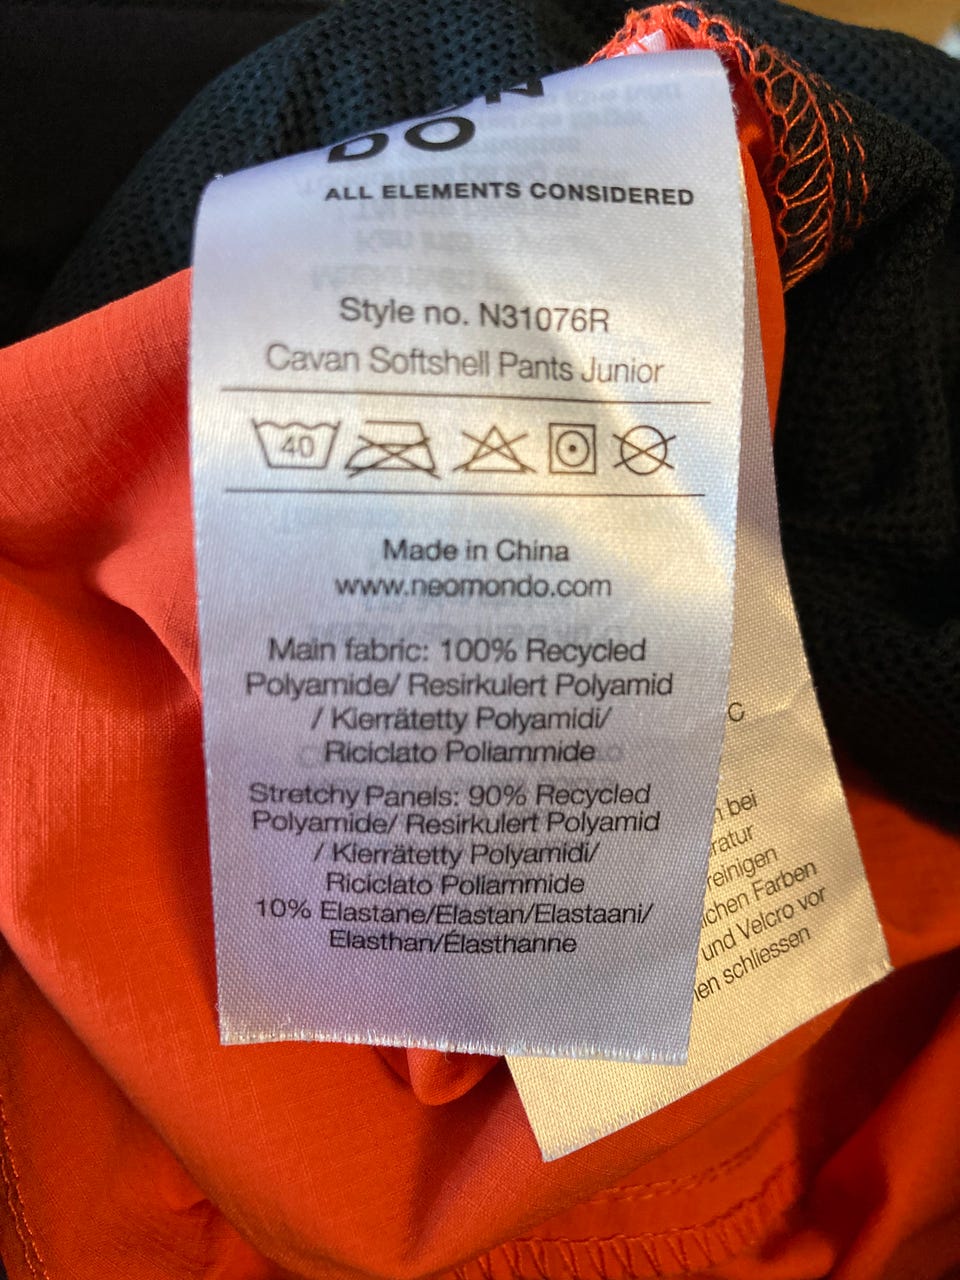 DO
ALL ELEMENTS CONSIDERED
Style no. N31076R
Cavan Softshell Pants Junior
40
Made in China
www.neomondo.com
Main fabric: 100% Recycled
Polyamide/ Resirkulert Polyamid
/ Kierrätetty Polyamidi/
Riciclato Poliammide
Stretchy Panels: 90% Recycled
Polyamide/ Resirkulert Polyamid
/ Kierrätetty Polyamidi/
Riciclato Poliammide
10% Elastane/Elastan/Elastaani/
Elasthan/Élasthanne
C
bei
ratur
reinigen
lichen Farben
und Velcro vor
schliessen